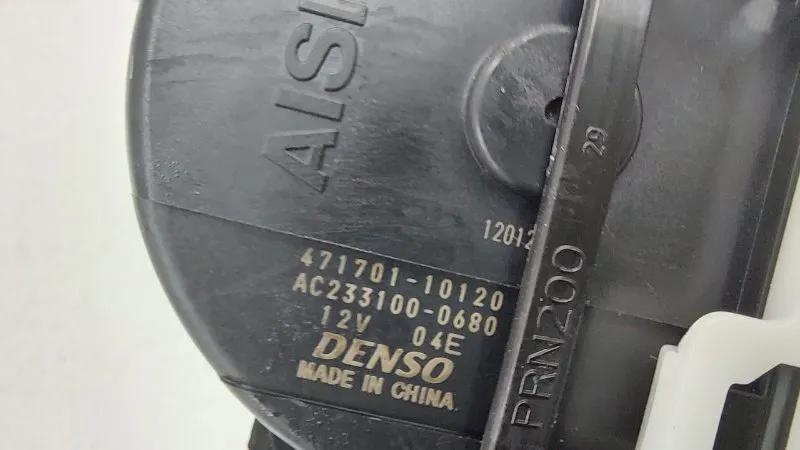 AISI
12012
471701-10120
AC233100-0680
12V 04E
DENSO
MADE IN CHINA
PRN200
29